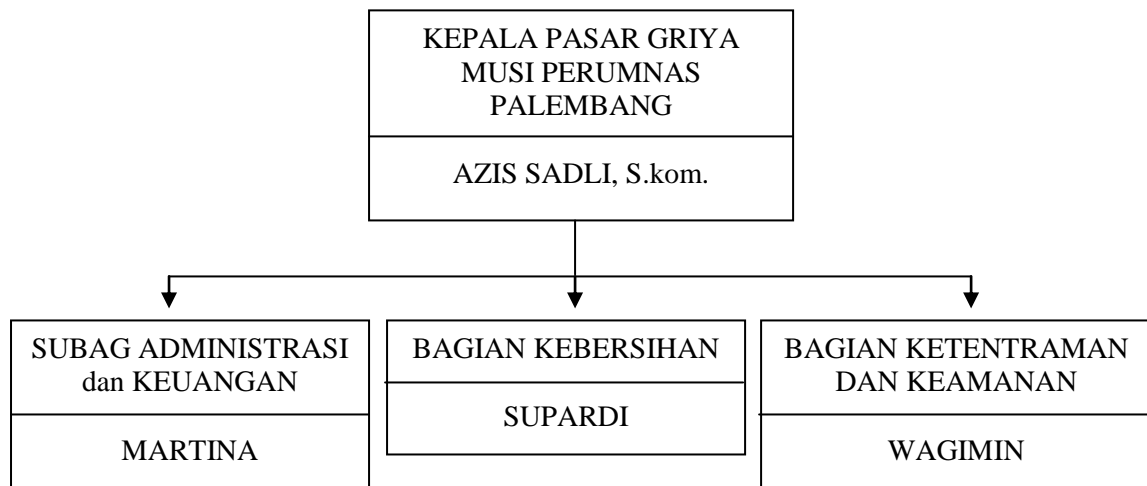 KEPALA PASAR GRIYA
MUSI PERUMNAS
PALEMBANG
AZIS SADLI, S.kom.
SUBAG ADMINISTRASI
dan KEUANGAN
MARTINA
BAGIAN KEBERSIHAN
SUPARDI
BAGIAN KETENTRAMAN
DAN KEAMANAN
WAGIMIN